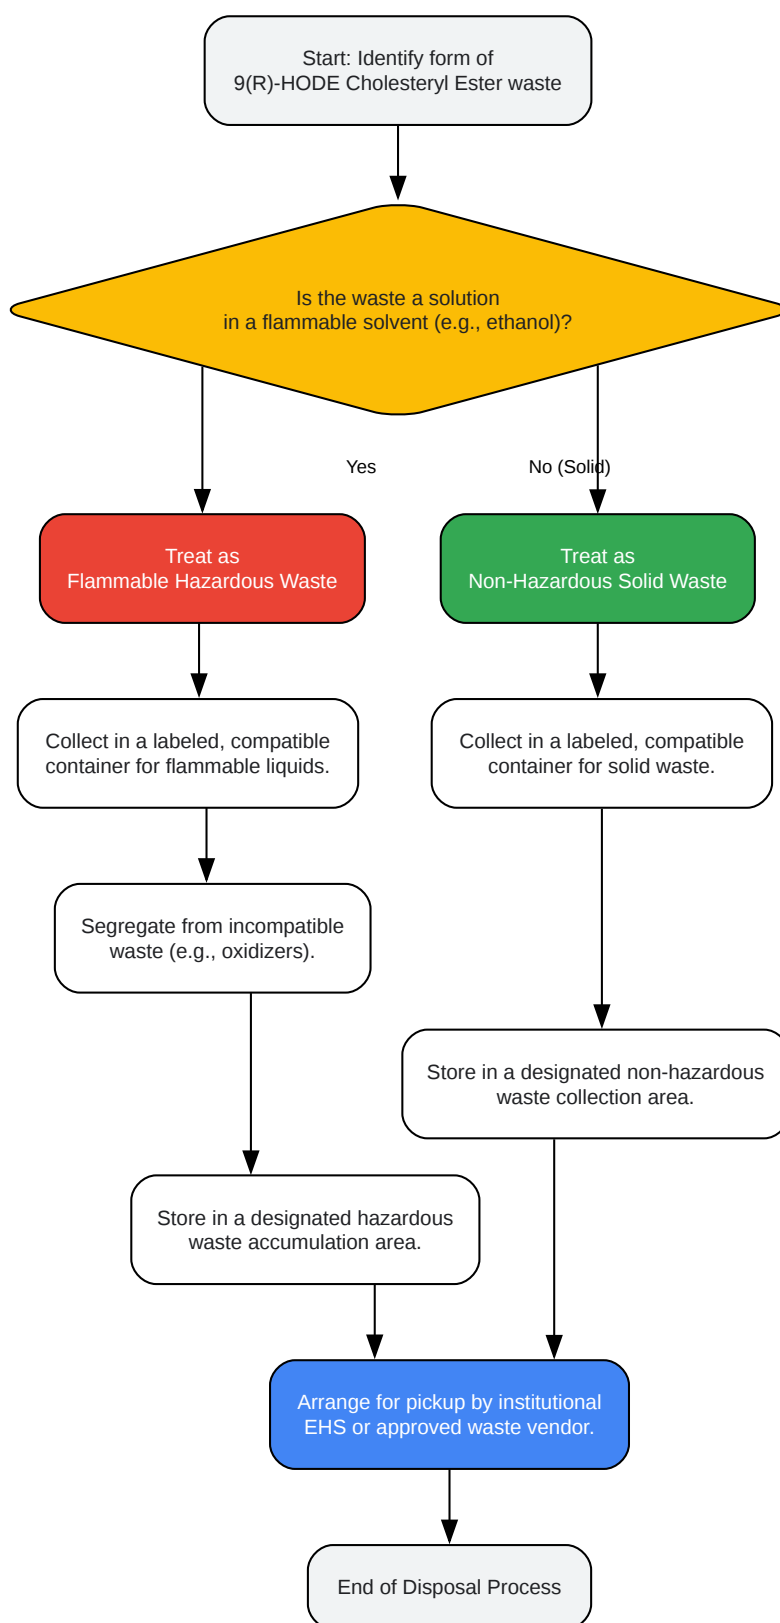 Start: Identify form of
9(R)-HODE Cholesteryl Ester waste
Is the waste a solution
in a flammable solvent (e.g., ethanol)?
Yes
No (Solid)
Treat as
Flammable Hazardous Waste
Treat as
Non-Hazardous Solid Waste
Collect in a labeled, compatible
container for flammable liquids.
Collect in a labeled, compatible
container for solid waste.
Segregate from incompatible
waste (e.g., oxidizers).
Store in a designated non-hazardous
waste collection area.
Store in a designated hazardous
waste accumulation area.
Arrange for pickup by institutional
EHS or approved waste vendor.
End of Disposal Process